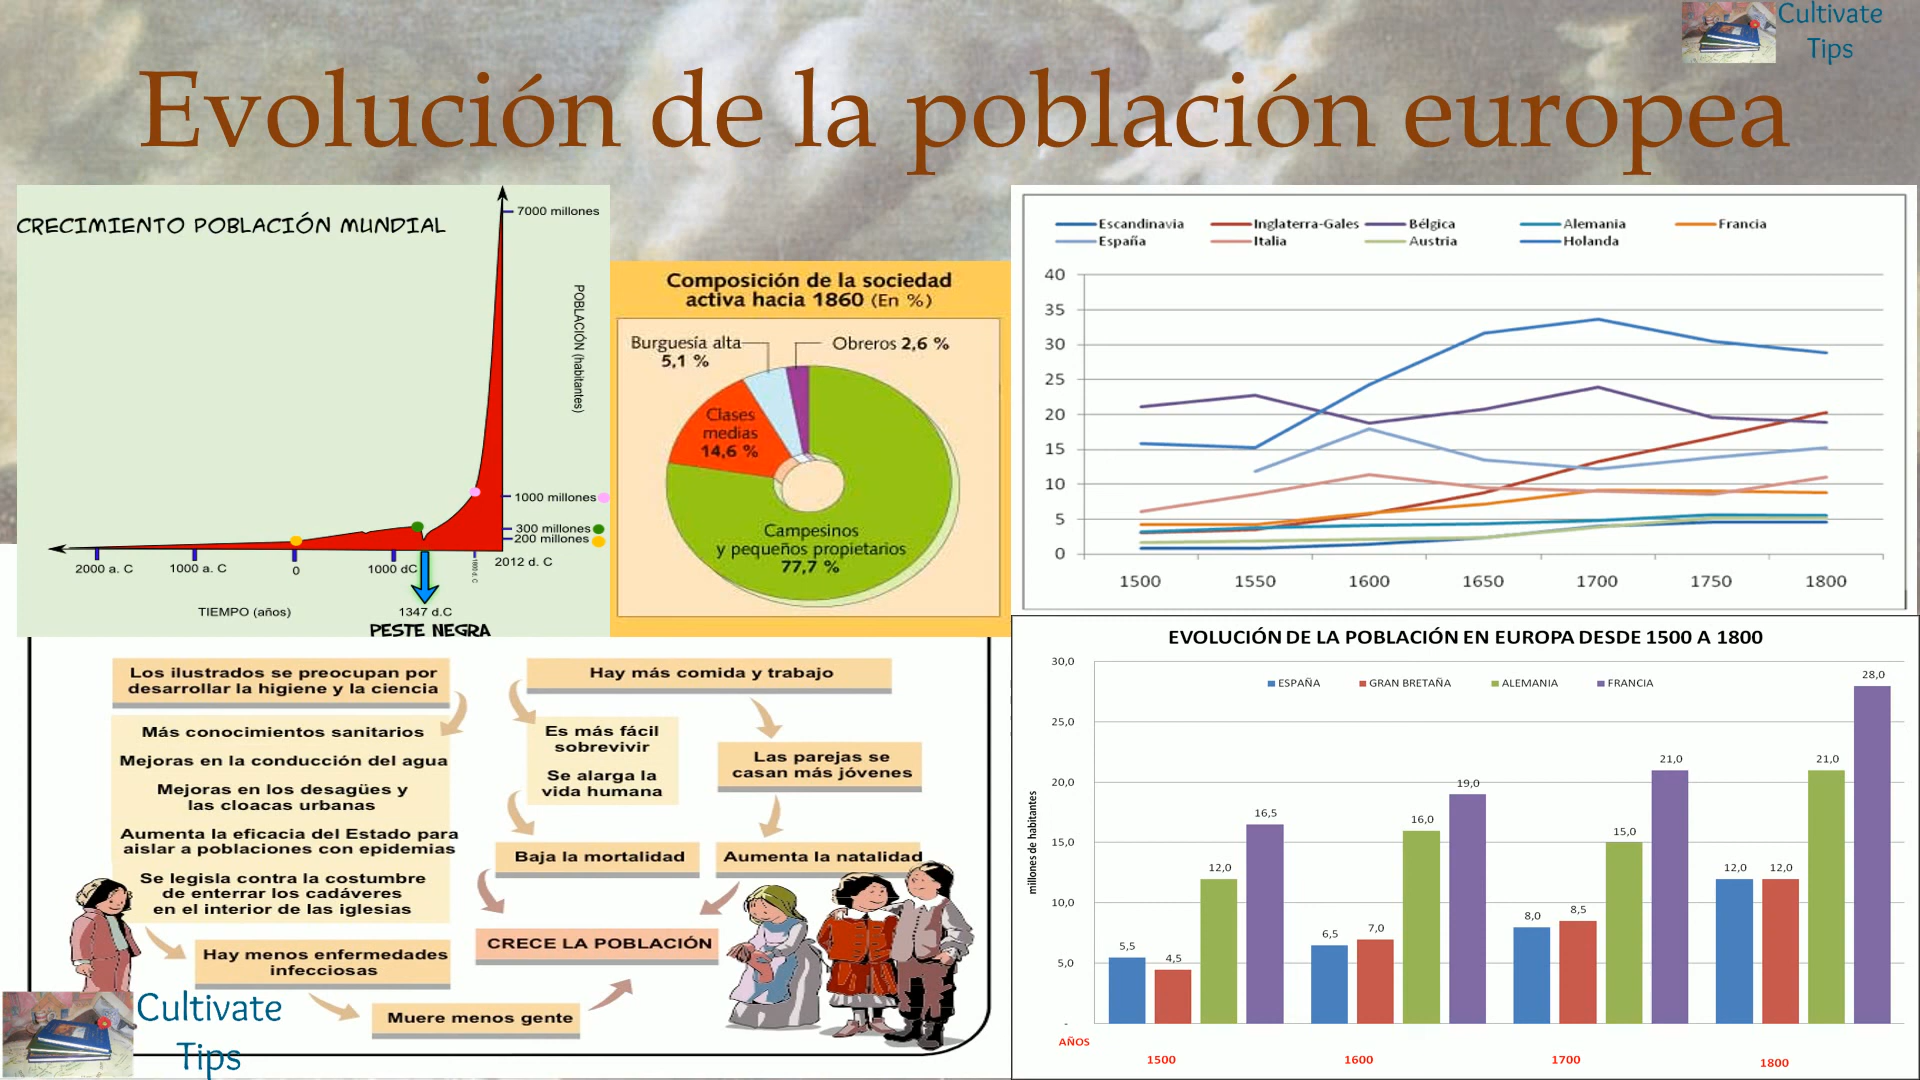 Cultivate
Tips
Evolución de la población europea
CRECIMIENTO POBLACIÓN MUNDIAL
7000 millones
POBLACIÓN (habitantes)
1000 millones
300 millones
200 millones
2000 a. C
1000 a. C
0
1000 dC
1800 d. C
2012 d. C
TIEMPO (años)
1347 d.C
PESTE NEGRA
Composición de la sociedad
activa hacia 1860 (En %)
Burguesía alta
5,1 %
Obreros 2,6 %
Clases
medias
14,6 %
Campesinos
y pequeños propietarios
77,7 %
Escandinavia Inglaterra-Gales Bélgica Alemania Francia
España Italia Austria Holanda
40
35
30
25
20
15
10
5
0
1500 1550 1600 1650 1700 1750 1800
Los ilustrados se preocupan por
desarrollar la higiene y la ciencia
Más conocimientos sanitarios
Mejoras en la conducción del agua
Mejoras en los desagües y
las cloacas urbanas
Aumenta la eficacia del Estado para
aislar a poblaciones con epidemias
Se legisla contra la costumbre
de enterrar los cadáveres
en el interior de las iglesias
Hay menos enfermedades
infecciosas
Muere menos gente
Hay más comida y trabajo
Es más fácil
sobrevivir
Se alarga la
vida humana
Las parejas se
casan más jóvenes
Baja la mortalidad
Aumenta la natalidad
CRECE LA POBLACIÓN
Cultivate
Tips
EVOLUCIÓN DE LA POBLACIÓN EN EUROPA DESDE 1500 A 1800
ESPAÑA GRAN BRETAÑA ALEMANIA FRANCIA
millones de habitantes
30,0
25,0
20,0
15,0
10,0
5,0
-
5,5 4,5 12,0 16,5
6,5 7,0 16,0 19,0
8,0 8,5 15,0 21,0
12,0 12,0 21,0 28,0
AÑOS
1500 1600 1700 1800